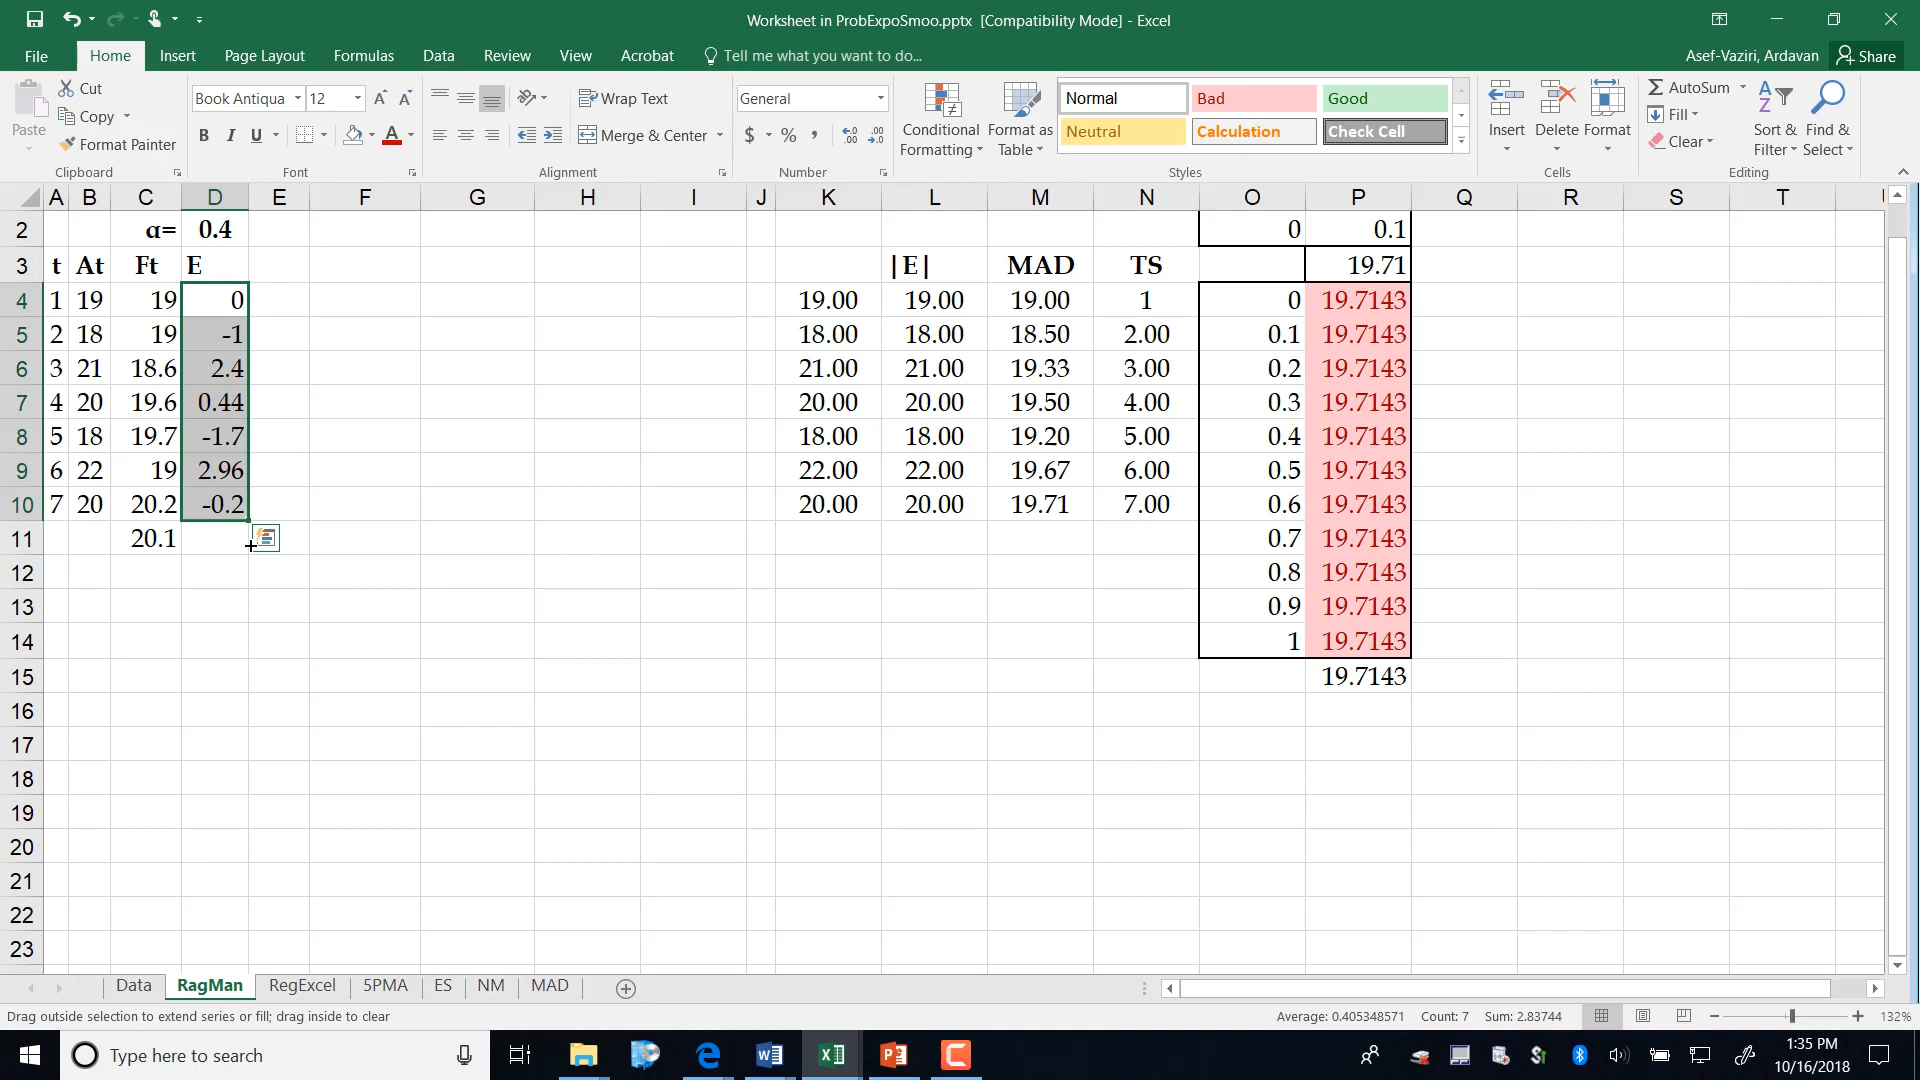 Worksheet in ProbExpoSmoo.pptx [Compatibility Mode] - Excel
File Home Insert Page Layout Formulas Data Review View Acrobat Tell me what you want to do... Asef-Vaziri, Ardavan Share
Paste Cut Copy Format Painter Clipboard
Book Antiqua 12 B I U Font
Wrap Text Merge & Center Alignment
General $ % , Number
Conditional Formatting Format as Table Normal Bad Good Neutral Calculation Check Cell Styles
Insert Delete Format Cells
AutoSum Fill Clear Sort & Filter Find & Select Editing
A B C D E F G H I J K L M N O P Q R S T
2 α= 0.4 0 0.1
3 t At Ft E |E| MAD TS 19.71
4 1 19 19 0 19.00 19.00 19.00 1 0 19.7143
5 2 18 19 -1 18.00 18.00 18.50 2.00 0.1 19.7143
6 3 21 18.6 2.4 21.00 21.00 19.33 3.00 0.2 19.7143
7 4 20 19.6 0.44 20.00 20.00 19.50 4.00 0.3 19.7143
8 5 18 19.7 -1.7 18.00 18.00 19.20 5.00 0.4 19.7143
9 6 22 19 2.96 22.00 22.00 19.67 6.00 0.5 19.7143
10 7 20 20.2 -0.2 20.00 20.00 19.71 7.00 0.6 19.7143
11 20.1 0.7 19.7143
12 0.8 19.7143
13 0.9 19.7143
14 1 19.7143
15 19.7143
16
17
18
19
20
21
22
23
Data RagMan RegExcel 5PMA ES NM MAD
Drag outside selection to extend series or fill; drag inside to clear Average: 0.405348571 Count: 7 Sum: 2.83744 132%
Type here to search 1:35 PM
10/16/2018